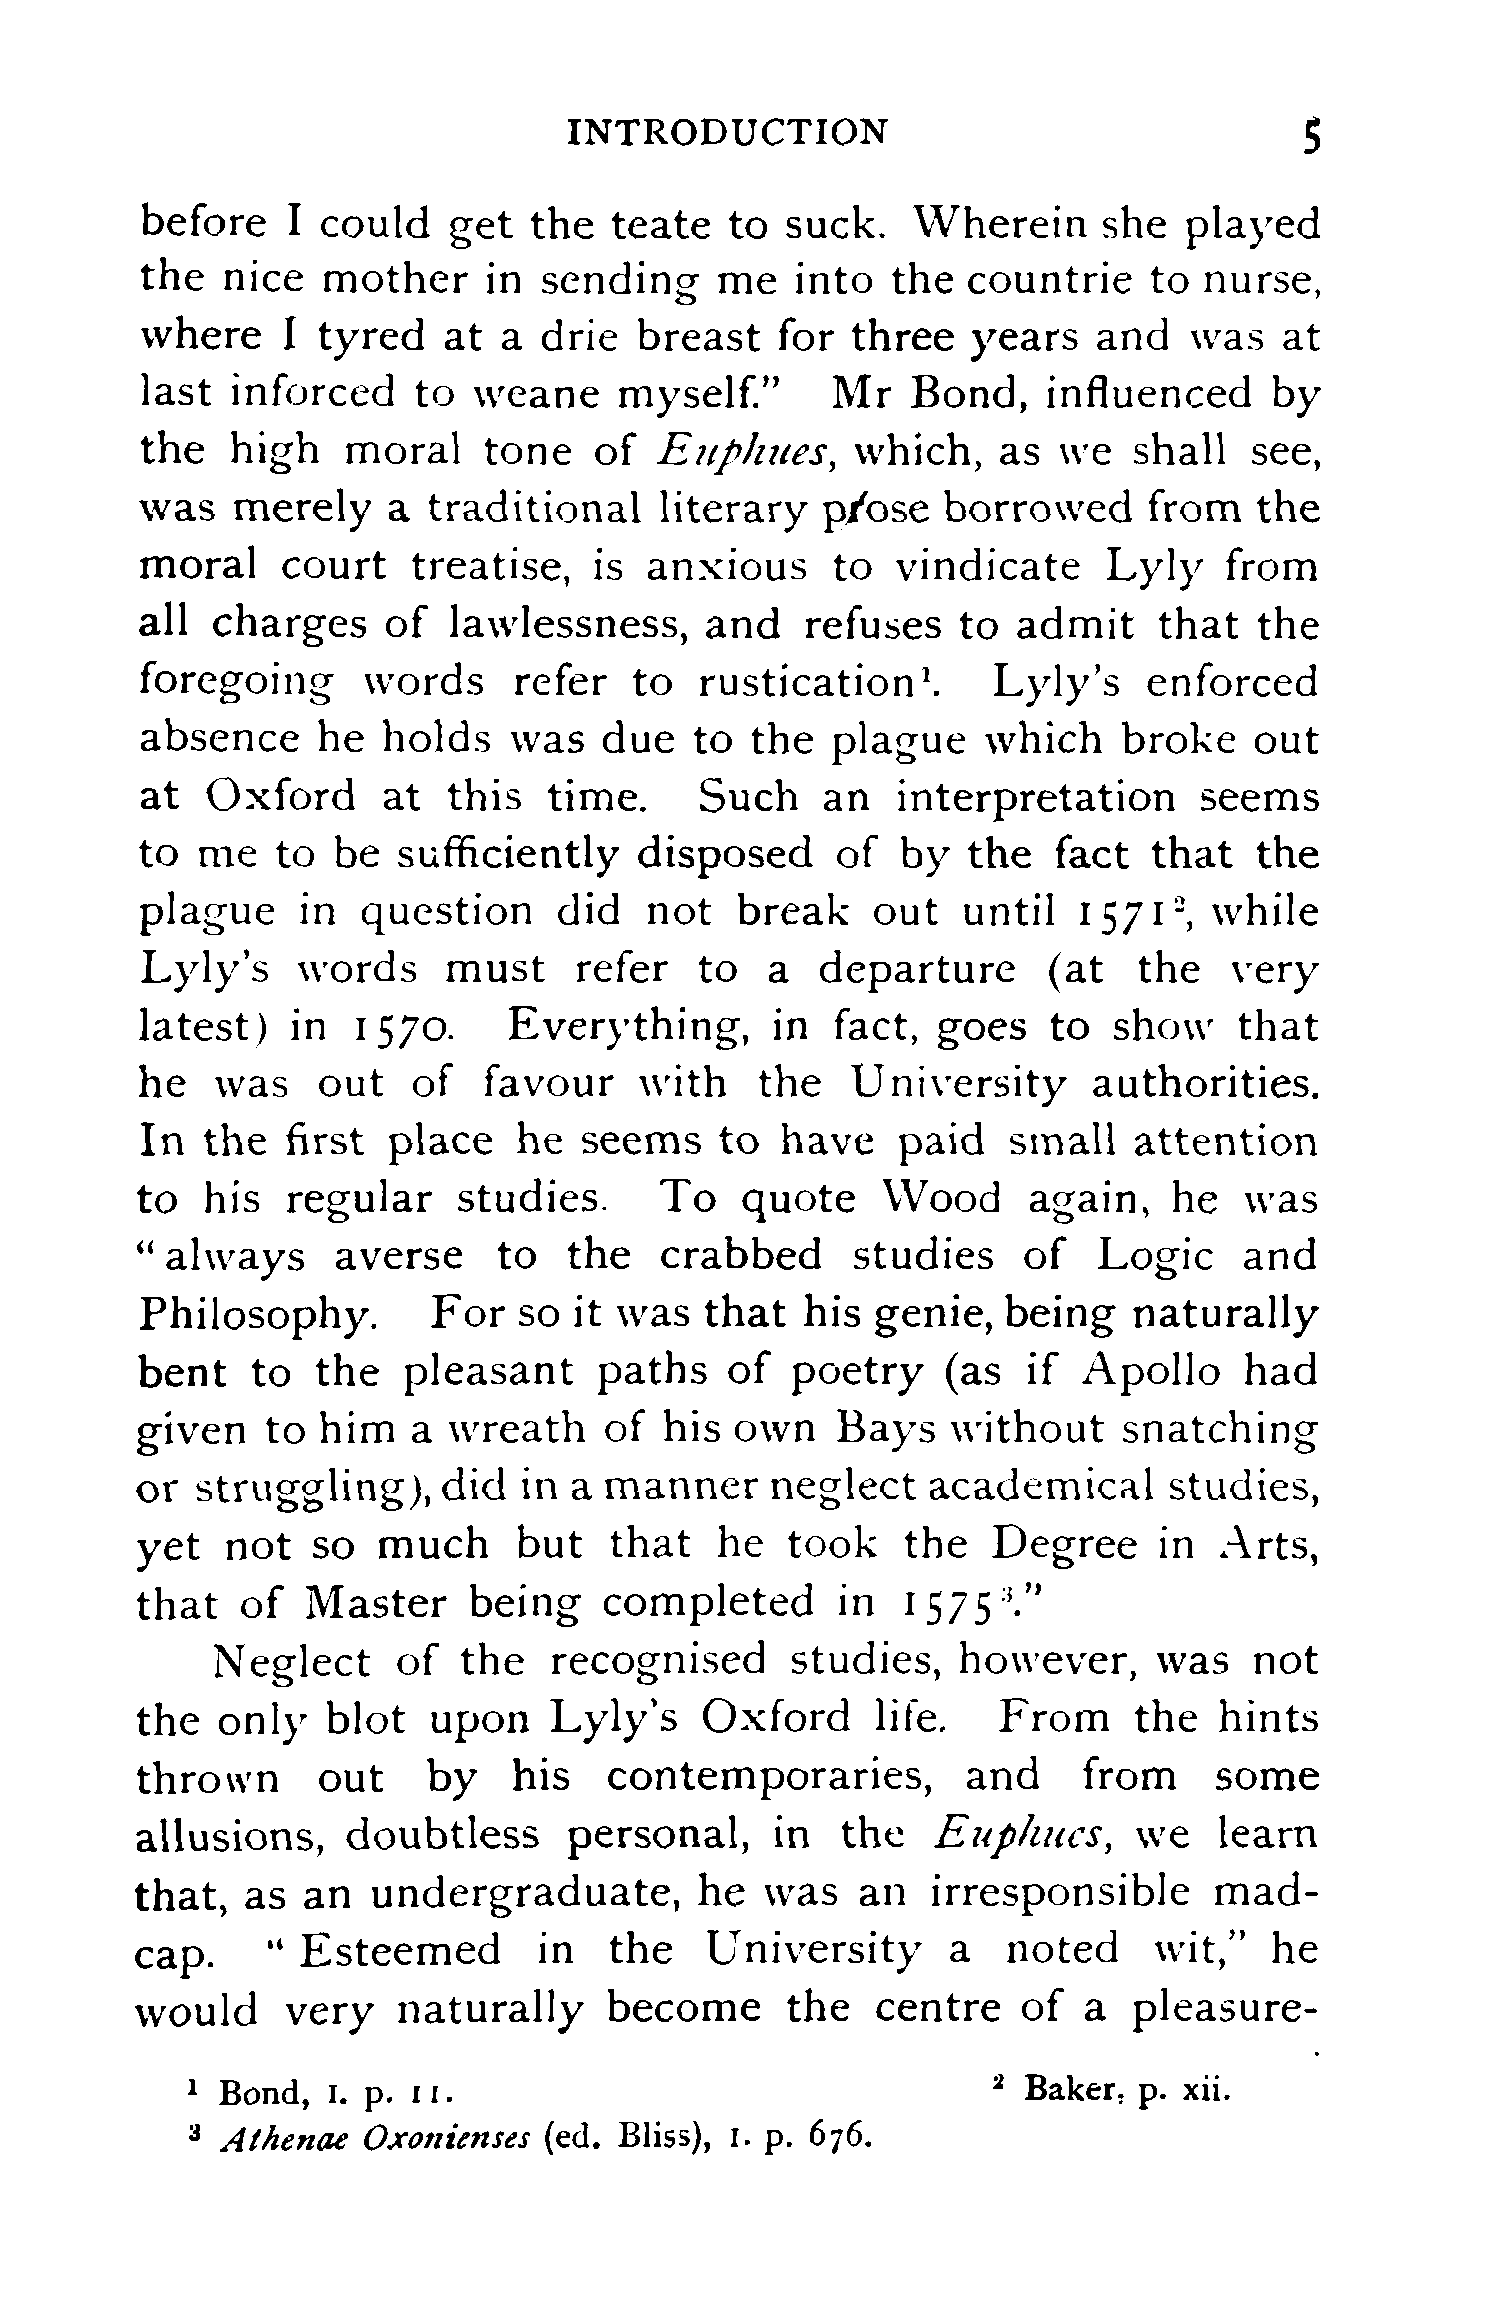 INTRODUCTION 5
before I could get the teate to suck. Wherein she played
the nice mother in sending me into the countrie to nurse,
where I tyred at a drie breast for three years and was at
last inforced to weane myself." Mr Bond, influenced by
the high moral tone of Euphues, which, as we shall see,
was merely a traditional literary p/ose borrowed from the
moral court treatise, is anxious to vindicate Lyly from
all charges of lawlessness, and refuses to admit that the
foregoing words refer to rustication¹. Lyly's enforced
absence he holds was due to the plague which broke out
at Oxford at this time. Such an interpretation seems
to me to be sufficiently disposed of by the fact that the
plague in question did not break out until 1571², while
Lyly's words must refer to a departure (at the very
latest) in 1570. Everything, in fact, goes to show that
he was out of favour with the University authorities.
In the first place he seems to have paid small attention
to his regular studies. To quote Wood again, he was
"always averse to the crabbed studies of Logic and
Philosophy. For so it was that his genie, being naturally
bent to the pleasant paths of poetry (as if Apollo had
given to him a wreath of his own Bays without snatching
or struggling), did in a manner neglect academical studies,
yet not so much but that he took the Degree in Arts,
that of Master being completed in 1575³."
Neglect of the recognised studies, however, was not
the only blot upon Lyly's Oxford life. From the hints
thrown out by his contemporaries, and from some
allusions, doubtless personal, in the Euphues, we learn
that, as an undergraduate, he was an irresponsible mad-
cap. "Esteemed in the University a noted wit," he
would very naturally become the centre of a pleasure-
¹ Bond, I. p. 11. ² Baker, p. xii.
³ Athenae Oxonienses (ed. Bliss), I. p. 676.